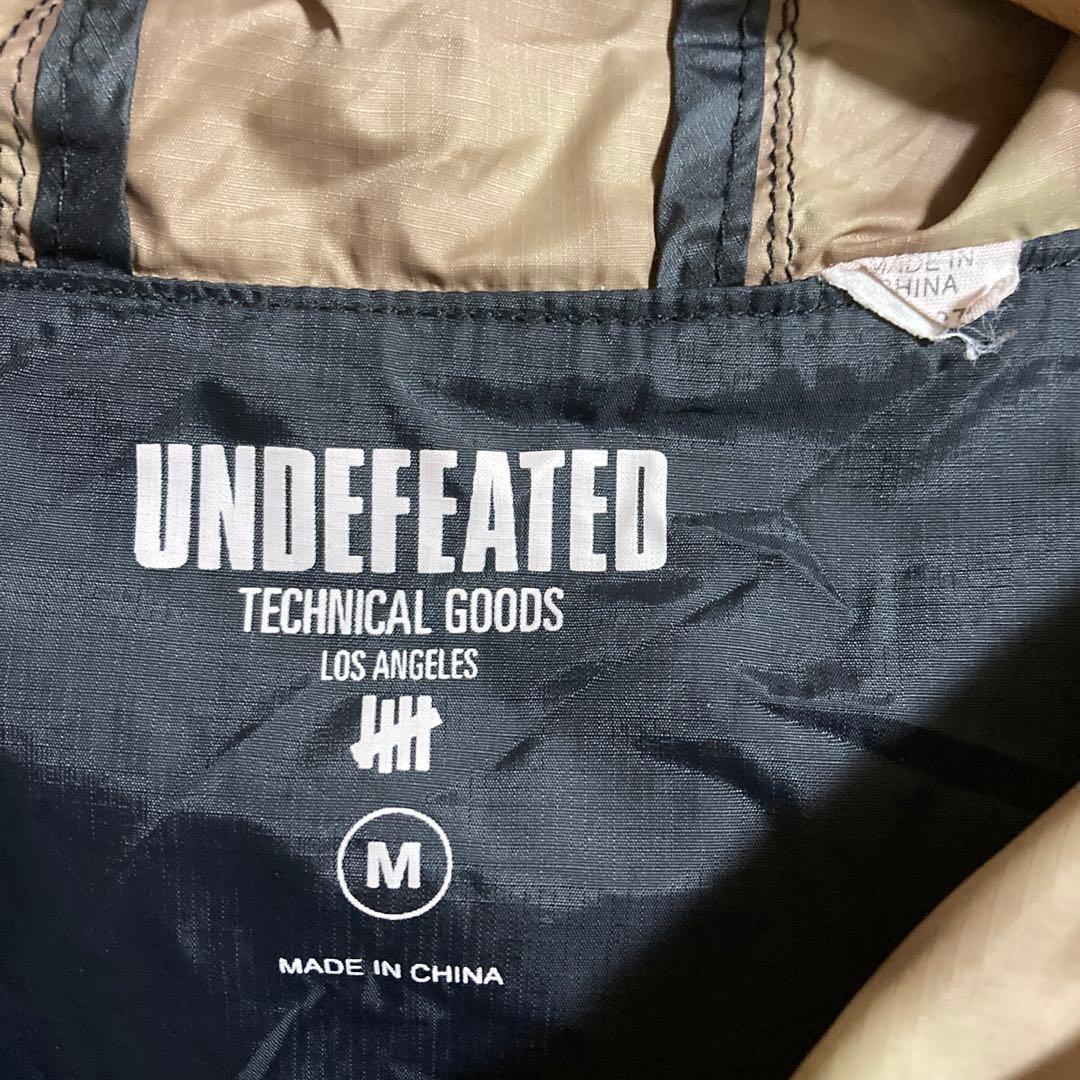 MADE IN
CHINA
UNDEFEATED
TECHNICAL GOODS
LOS ANGELES
M
MADE IN CHINA